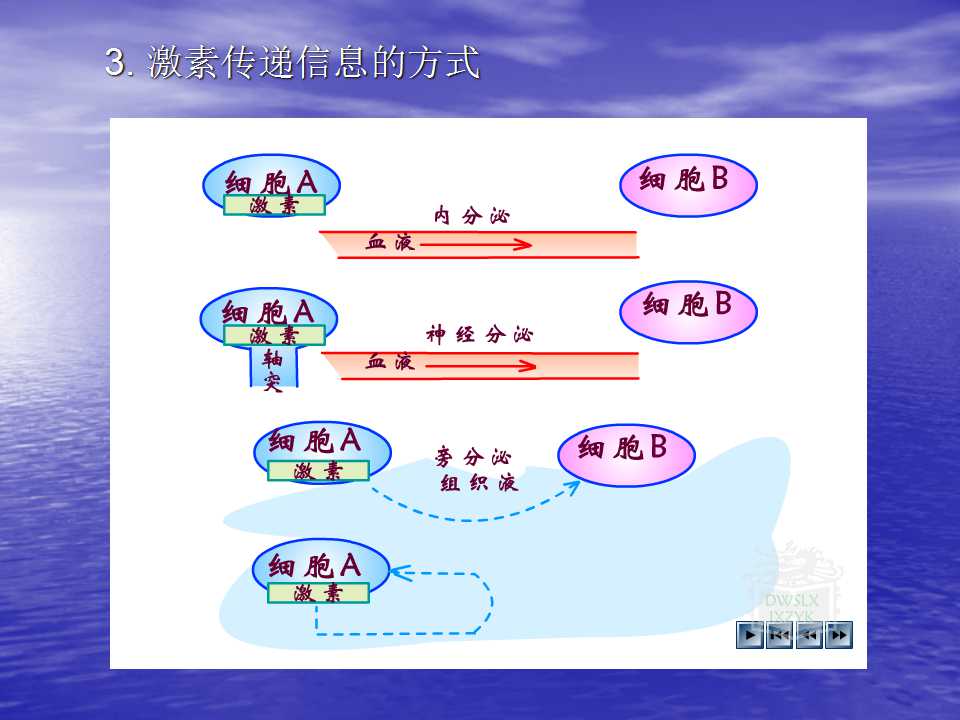 3. 激素传递信息的方式
细胞A
激素
内分泌
血液
细胞B
细胞A
激素
轴
突
神经分泌
血液
细胞B
细胞A
激素
旁分泌
组织液
细胞B
细胞A
激素
DWSLX
JXZYK